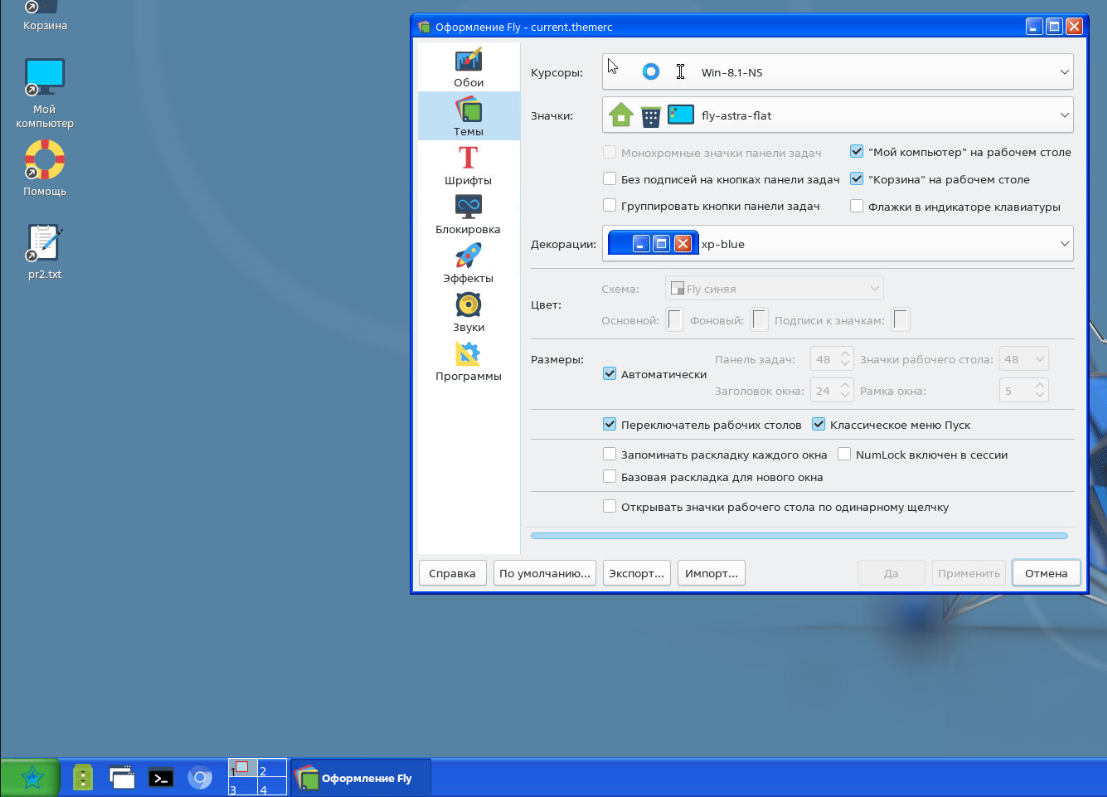 Корзина
Мой
компьютер
Помощь
pr2.txt
Оформление Fly - current.themerc
Обои
Темы
Шрифты
Блокировка
Эффекты
Звуки
Программы
Курсоры: Win-8.1-NS
Значки: fly-astra-flat
Монохромные значки панели задач "Мой компьютер" на рабочем столе
Без подписей на кнопках панели задач "Корзина" на рабочем столе
Группировать кнопки панели задач Флажки в индикаторе клавиатуры
Декорации: xp-blue
Цвет: Схема: Fly синяя
Основной: Фоновый: Подписи к значкам:
Размеры: Автоматически
Панель задач: 48 Значки рабочего стола: 48
Заголовок окна: 24 Рамка окна: 5
Переключатель рабочих столов Классическое меню Пуск
Запоминать раскладку каждого окна NumLock включен в сессии
Базовая раскладка для нового окна
Открывать значки рабочего стола по одинарному щелчку
Справка По умолчанию... Экспорт... Импорт... Да Применить Отмена
1 2
3 4
Оформление Fly